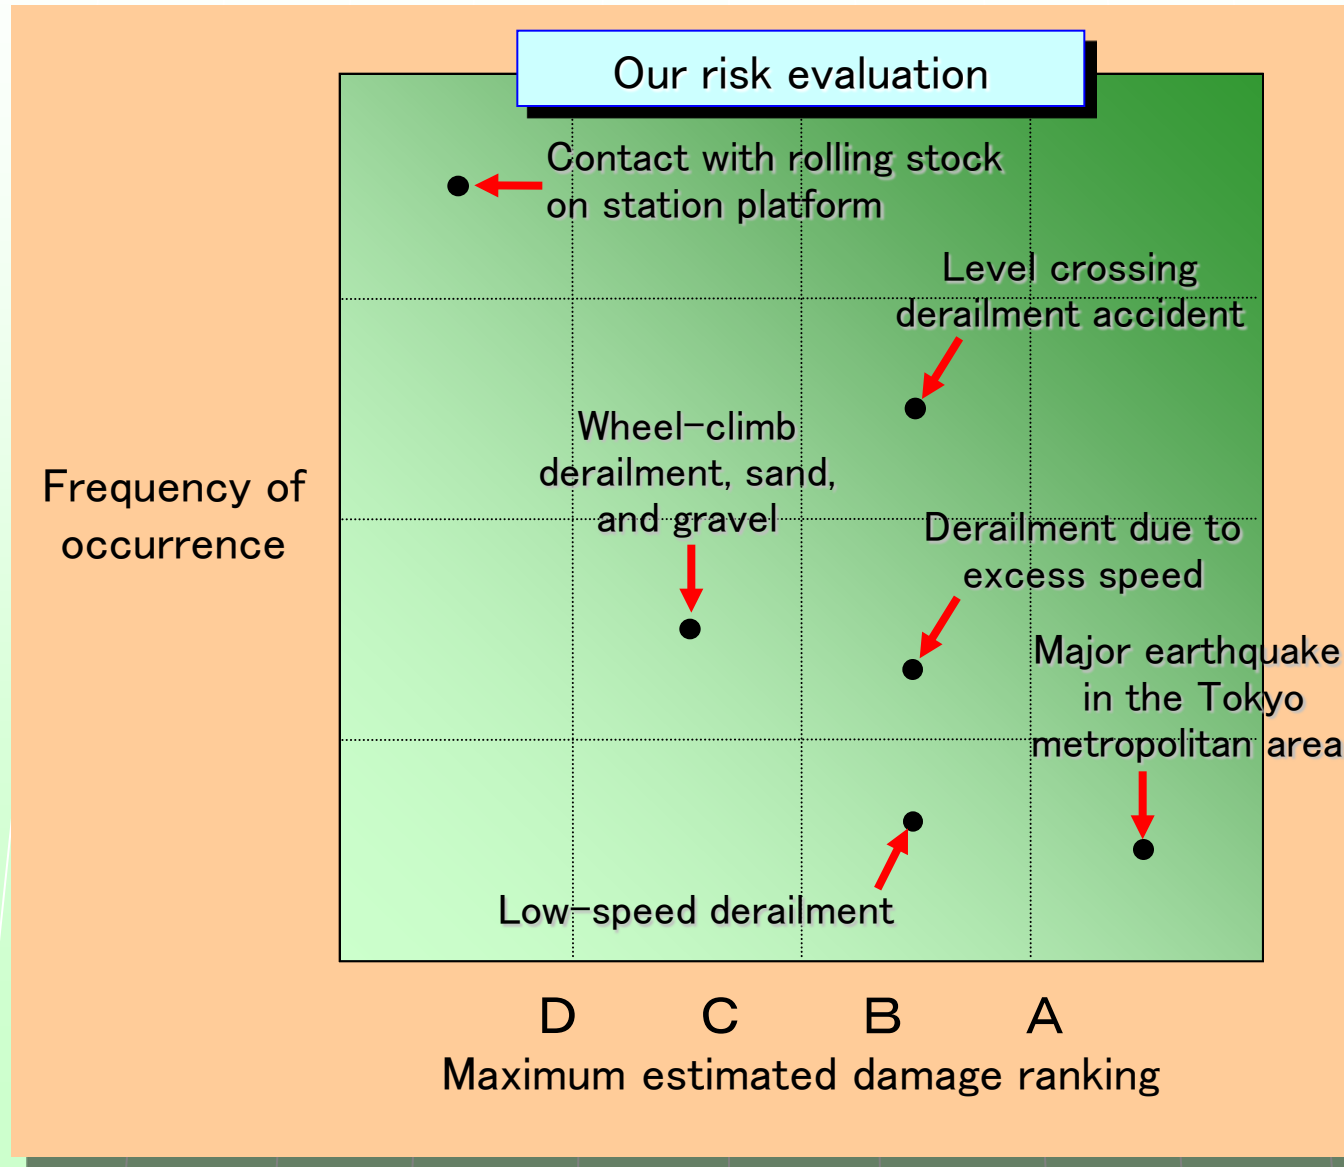 Our risk evaluation
Contact with rolling stock
on station platform
Level crossing
derailment accident
Wheel-climb
derailment, sand,
and gravel
Frequency of
occurrence
Derailment due to
excess speed
Major earthquake
in the Tokyo
metropolitan area
Low-speed derailment
D C B A
Maximum estimated damage ranking